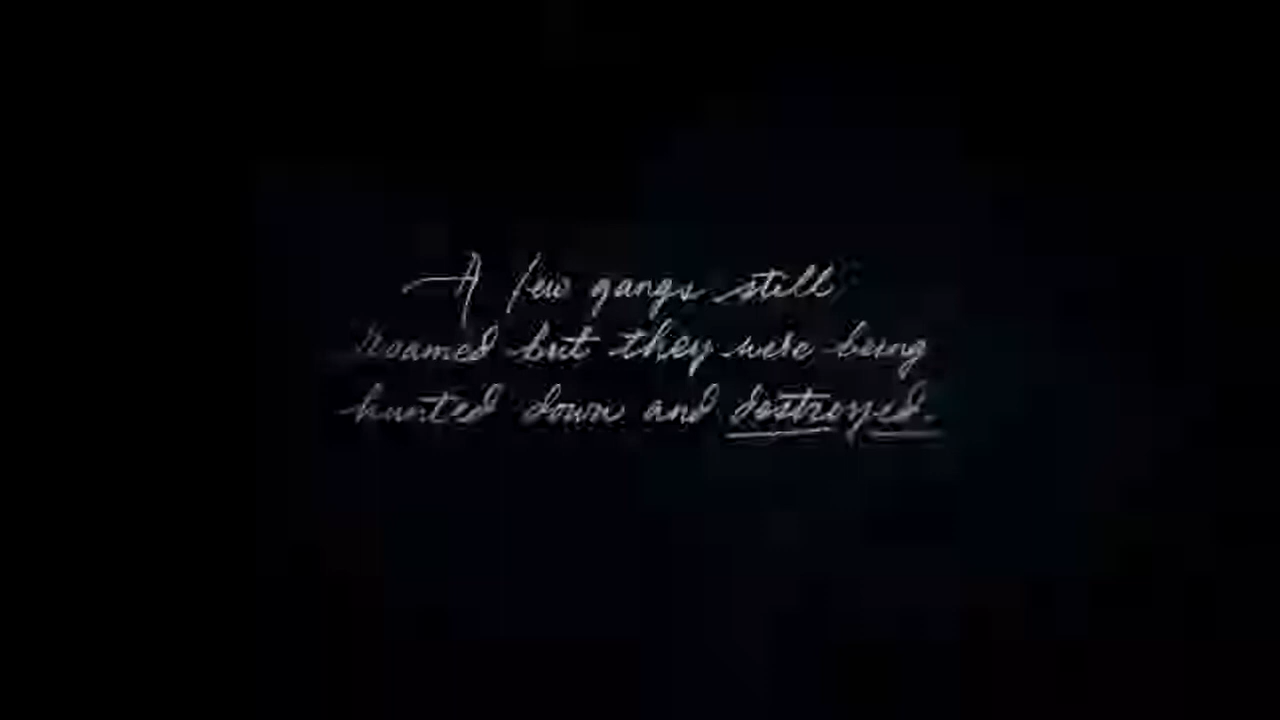 A few gangs still
roamed but they were being
hunted down and destroyed.